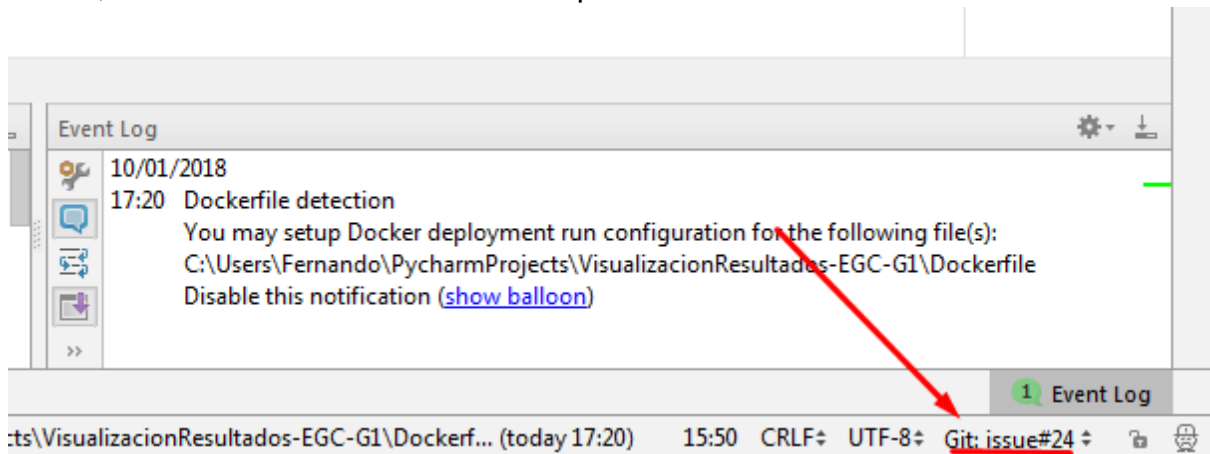 Event Log
10/01/2018
17:20 Dockerfile detection
You may setup Docker deployment run configuration for the following file(s):
C:\Users\Fernando\PycharmProjects\VisualizacionResultados-EGC-G1\Dockerfile
Disable this notification (show balloon)
1 Event Log
cts\VisualizacionResultados-EGC-G1\Dockerf... (today 17:20) 15:50 CRLF UTF-8 Git: issue#24